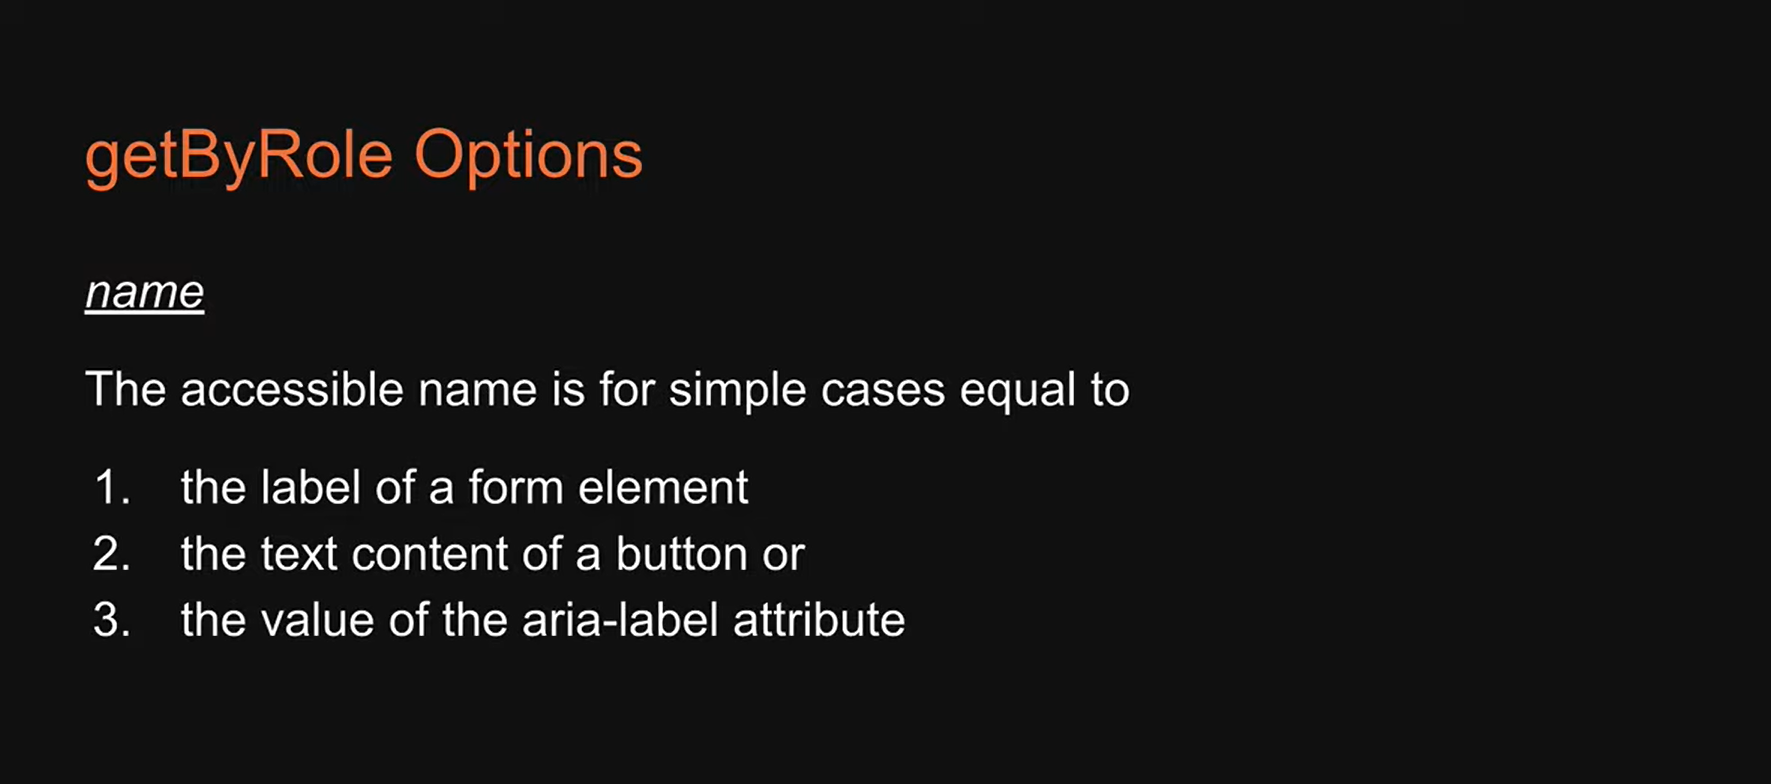 getByRole Options
name
The accessible name is for simple cases equal to
1. the label of a form element
2. the text content of a button or
3. the value of the aria-label attribute